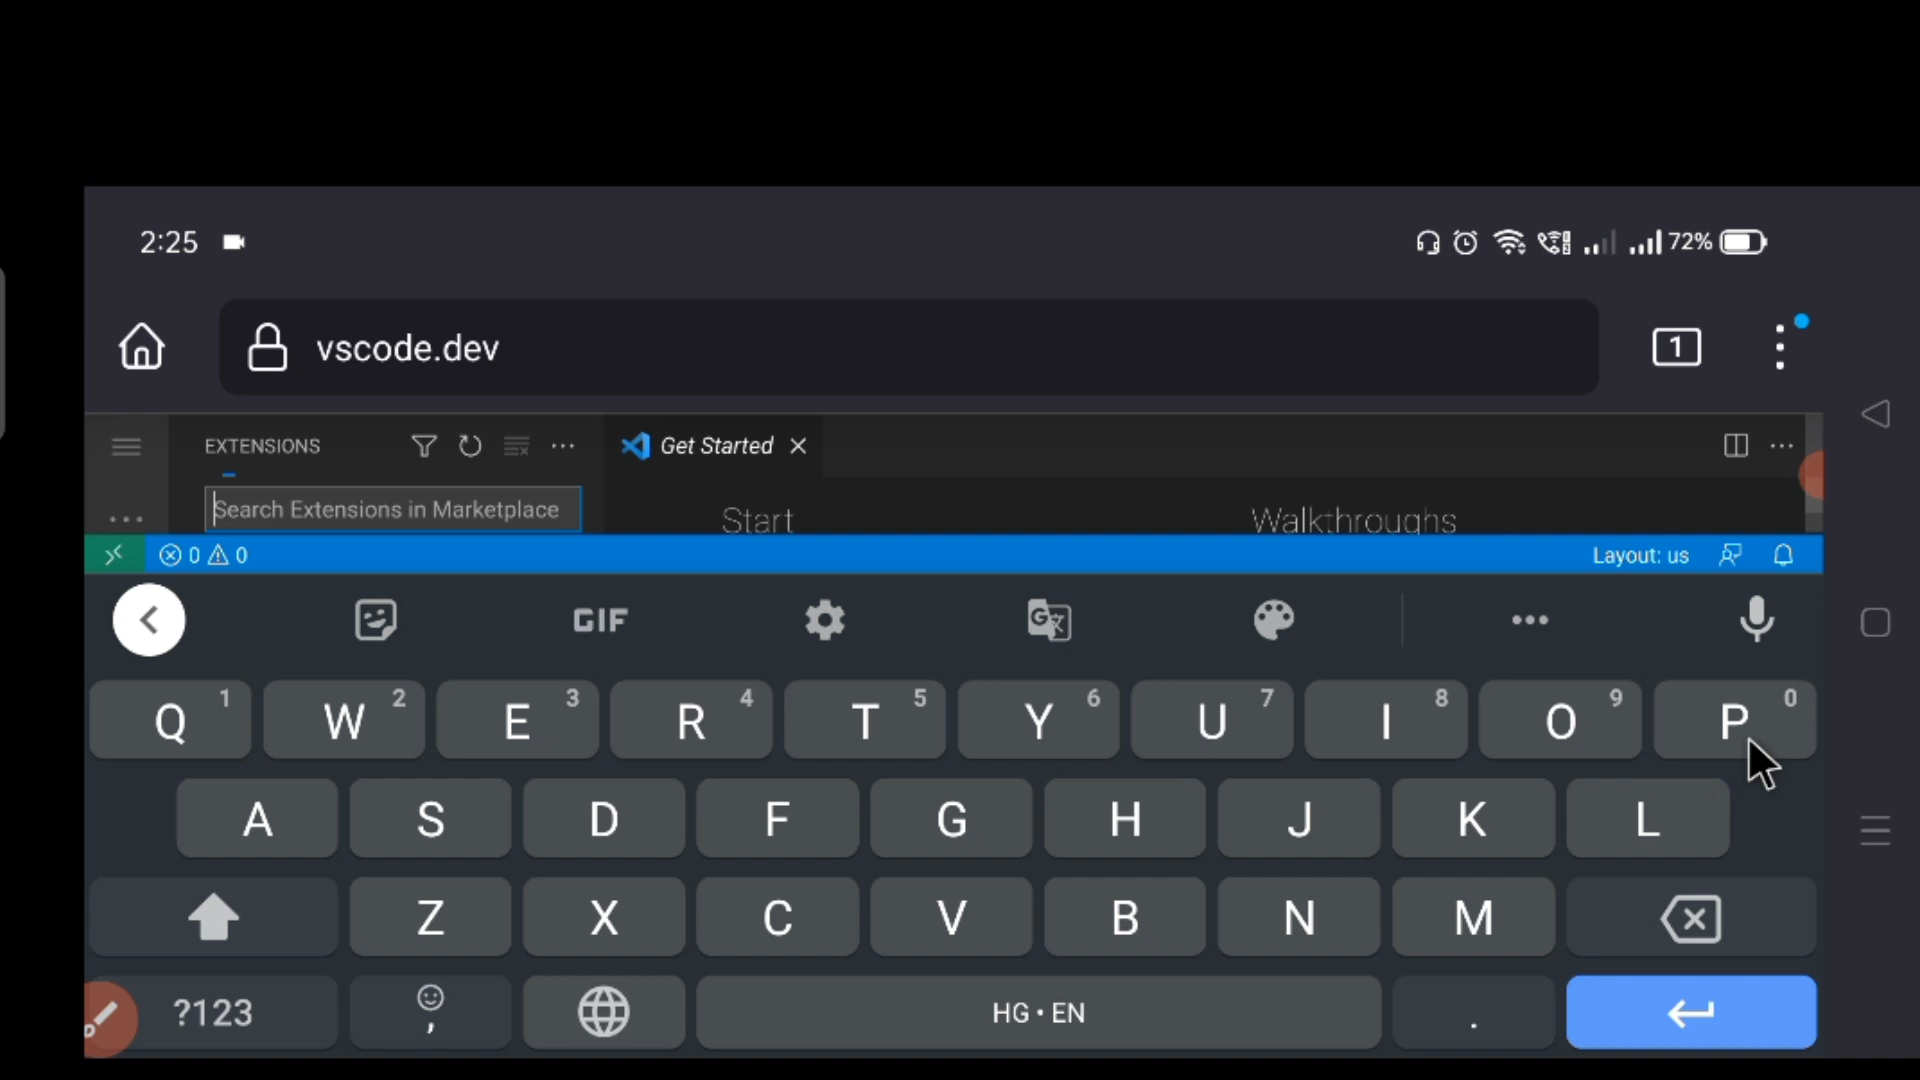 2:25 72%
vscode.dev 1
EXTENSIONS Get Started
Search Extensions in Marketplace Start Walkthroughs
0 0 Layout: us
GIF
Q 1 W 2 E 3 R 4 T 5 Y 6 U 7 I 8 O 9 P 0
A S D F G H J K L
Z X C V B N M
?123 , HG • EN .